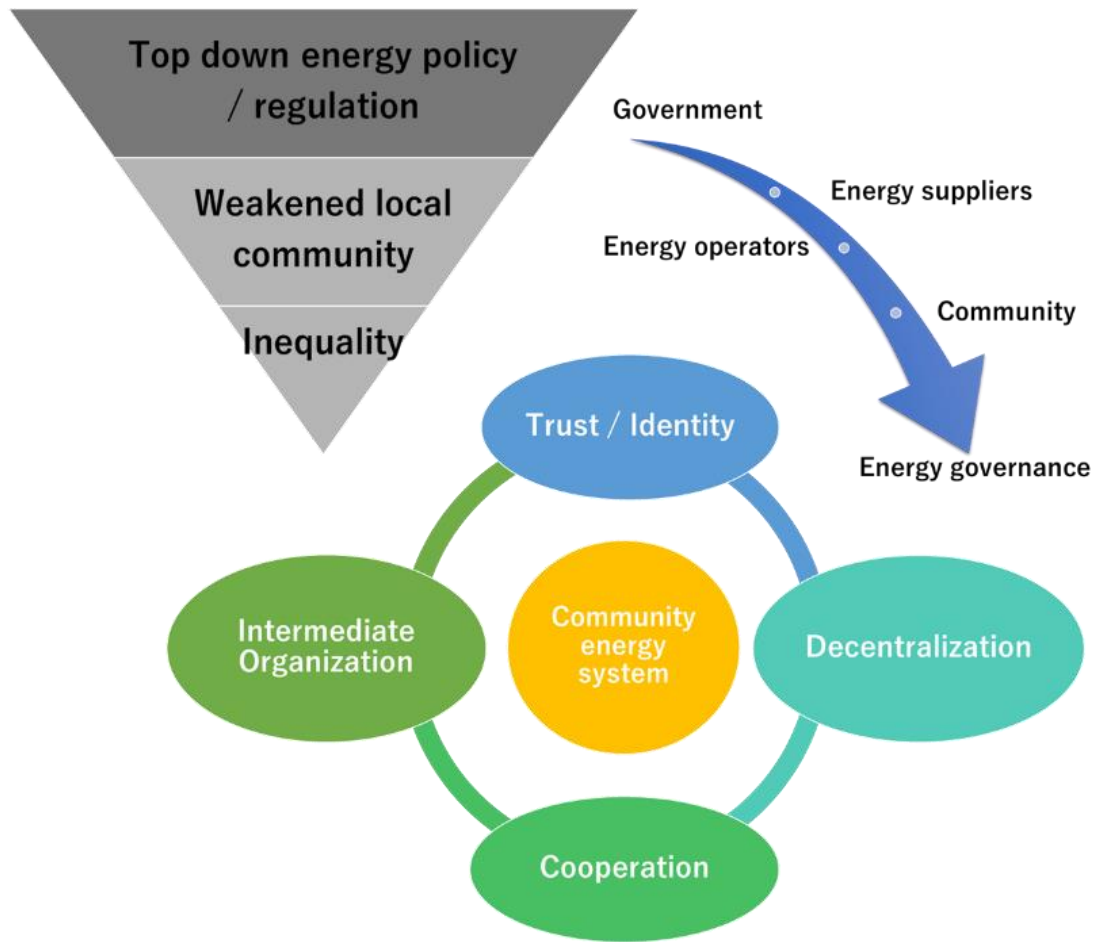 Top down energy policy
/ regulation
Weakened local
community
Inequality
Government
Energy suppliers
Energy operators
Community
Energy governance
Trust / Identity
Intermediate
Organization
Community
energy
system
Decentralization
Cooperation